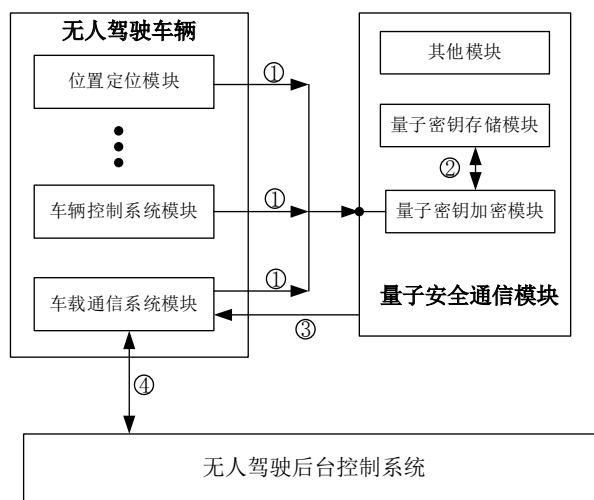 无人驾驶车辆
位置定位模块
①
其他模块
量子密钥存储模块
②
车辆控制系统模块
①
量子密钥加密模块
车载通信系统模块
①
量子安全通信模块
③
④
无人驾驶后台控制系统